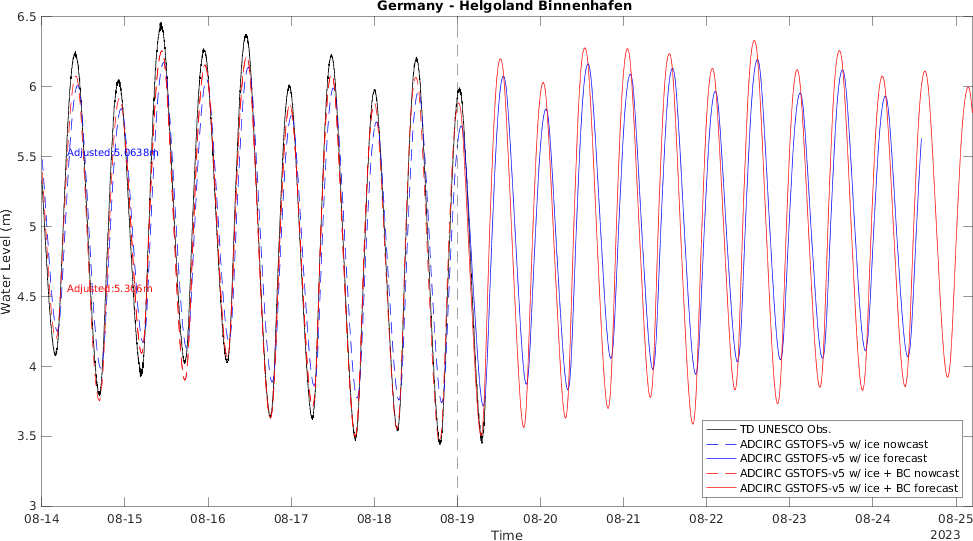 Germany - Helgoland Binnenhafen
6.5
6
5.5
5
4.5
4
3.5
3
Water Level (m)
Adjusted:5.0638m
TD UNESCO Obs.
ADCIRC GSTOFS-v5 w/ ice nowcast
ADCIRC GSTOFS-v5 w/ ice forecast
ADCIRC GSTOFS-v5 w/ ice + BC nowcast
ADCIRC GSTOFS-v5 w/ ice + BC forecast
08-14 08-15 08-16 08-17 08-18 08-19 08-20 08-21 08-22 08-23 08-24 08-25
Time
2023